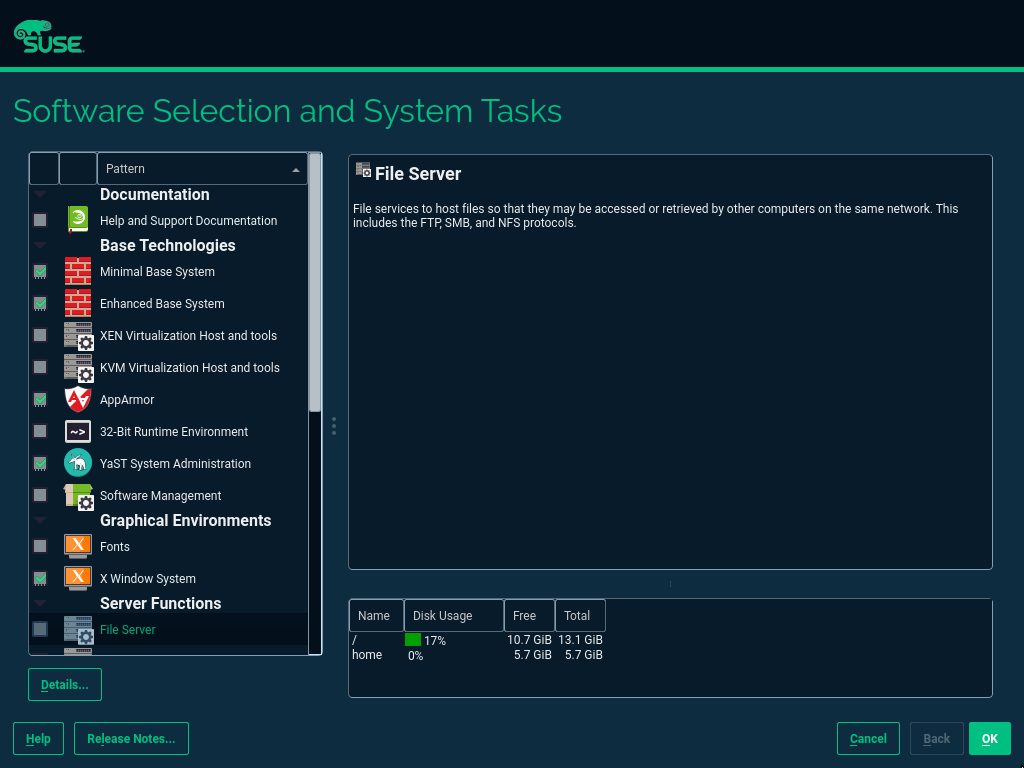 SUSE
Software Selection and System Tasks
Pattern
Documentation
Help and Support Documentation
Base Technologies
Minimal Base System
Enhanced Base System
XEN Virtualization Host and tools
KVM Virtualization Host and tools
AppArmor
~> 32-Bit Runtime Environment
YaST System Administration
Software Management
Graphical Environments
X Fonts
X X Window System
Server Functions
File Server
Details...
File Server
File services to host files so that they may be accessed or retrieved by other computers on the same network. This
includes the FTP, SMB, and NFS protocols.
Name Disk Usage Free Total
/ 17% 10.7 GiB 13.1 GiB
home 0% 5.7 GiB 5.7 GiB
Help Release Notes... Cancel Back OK